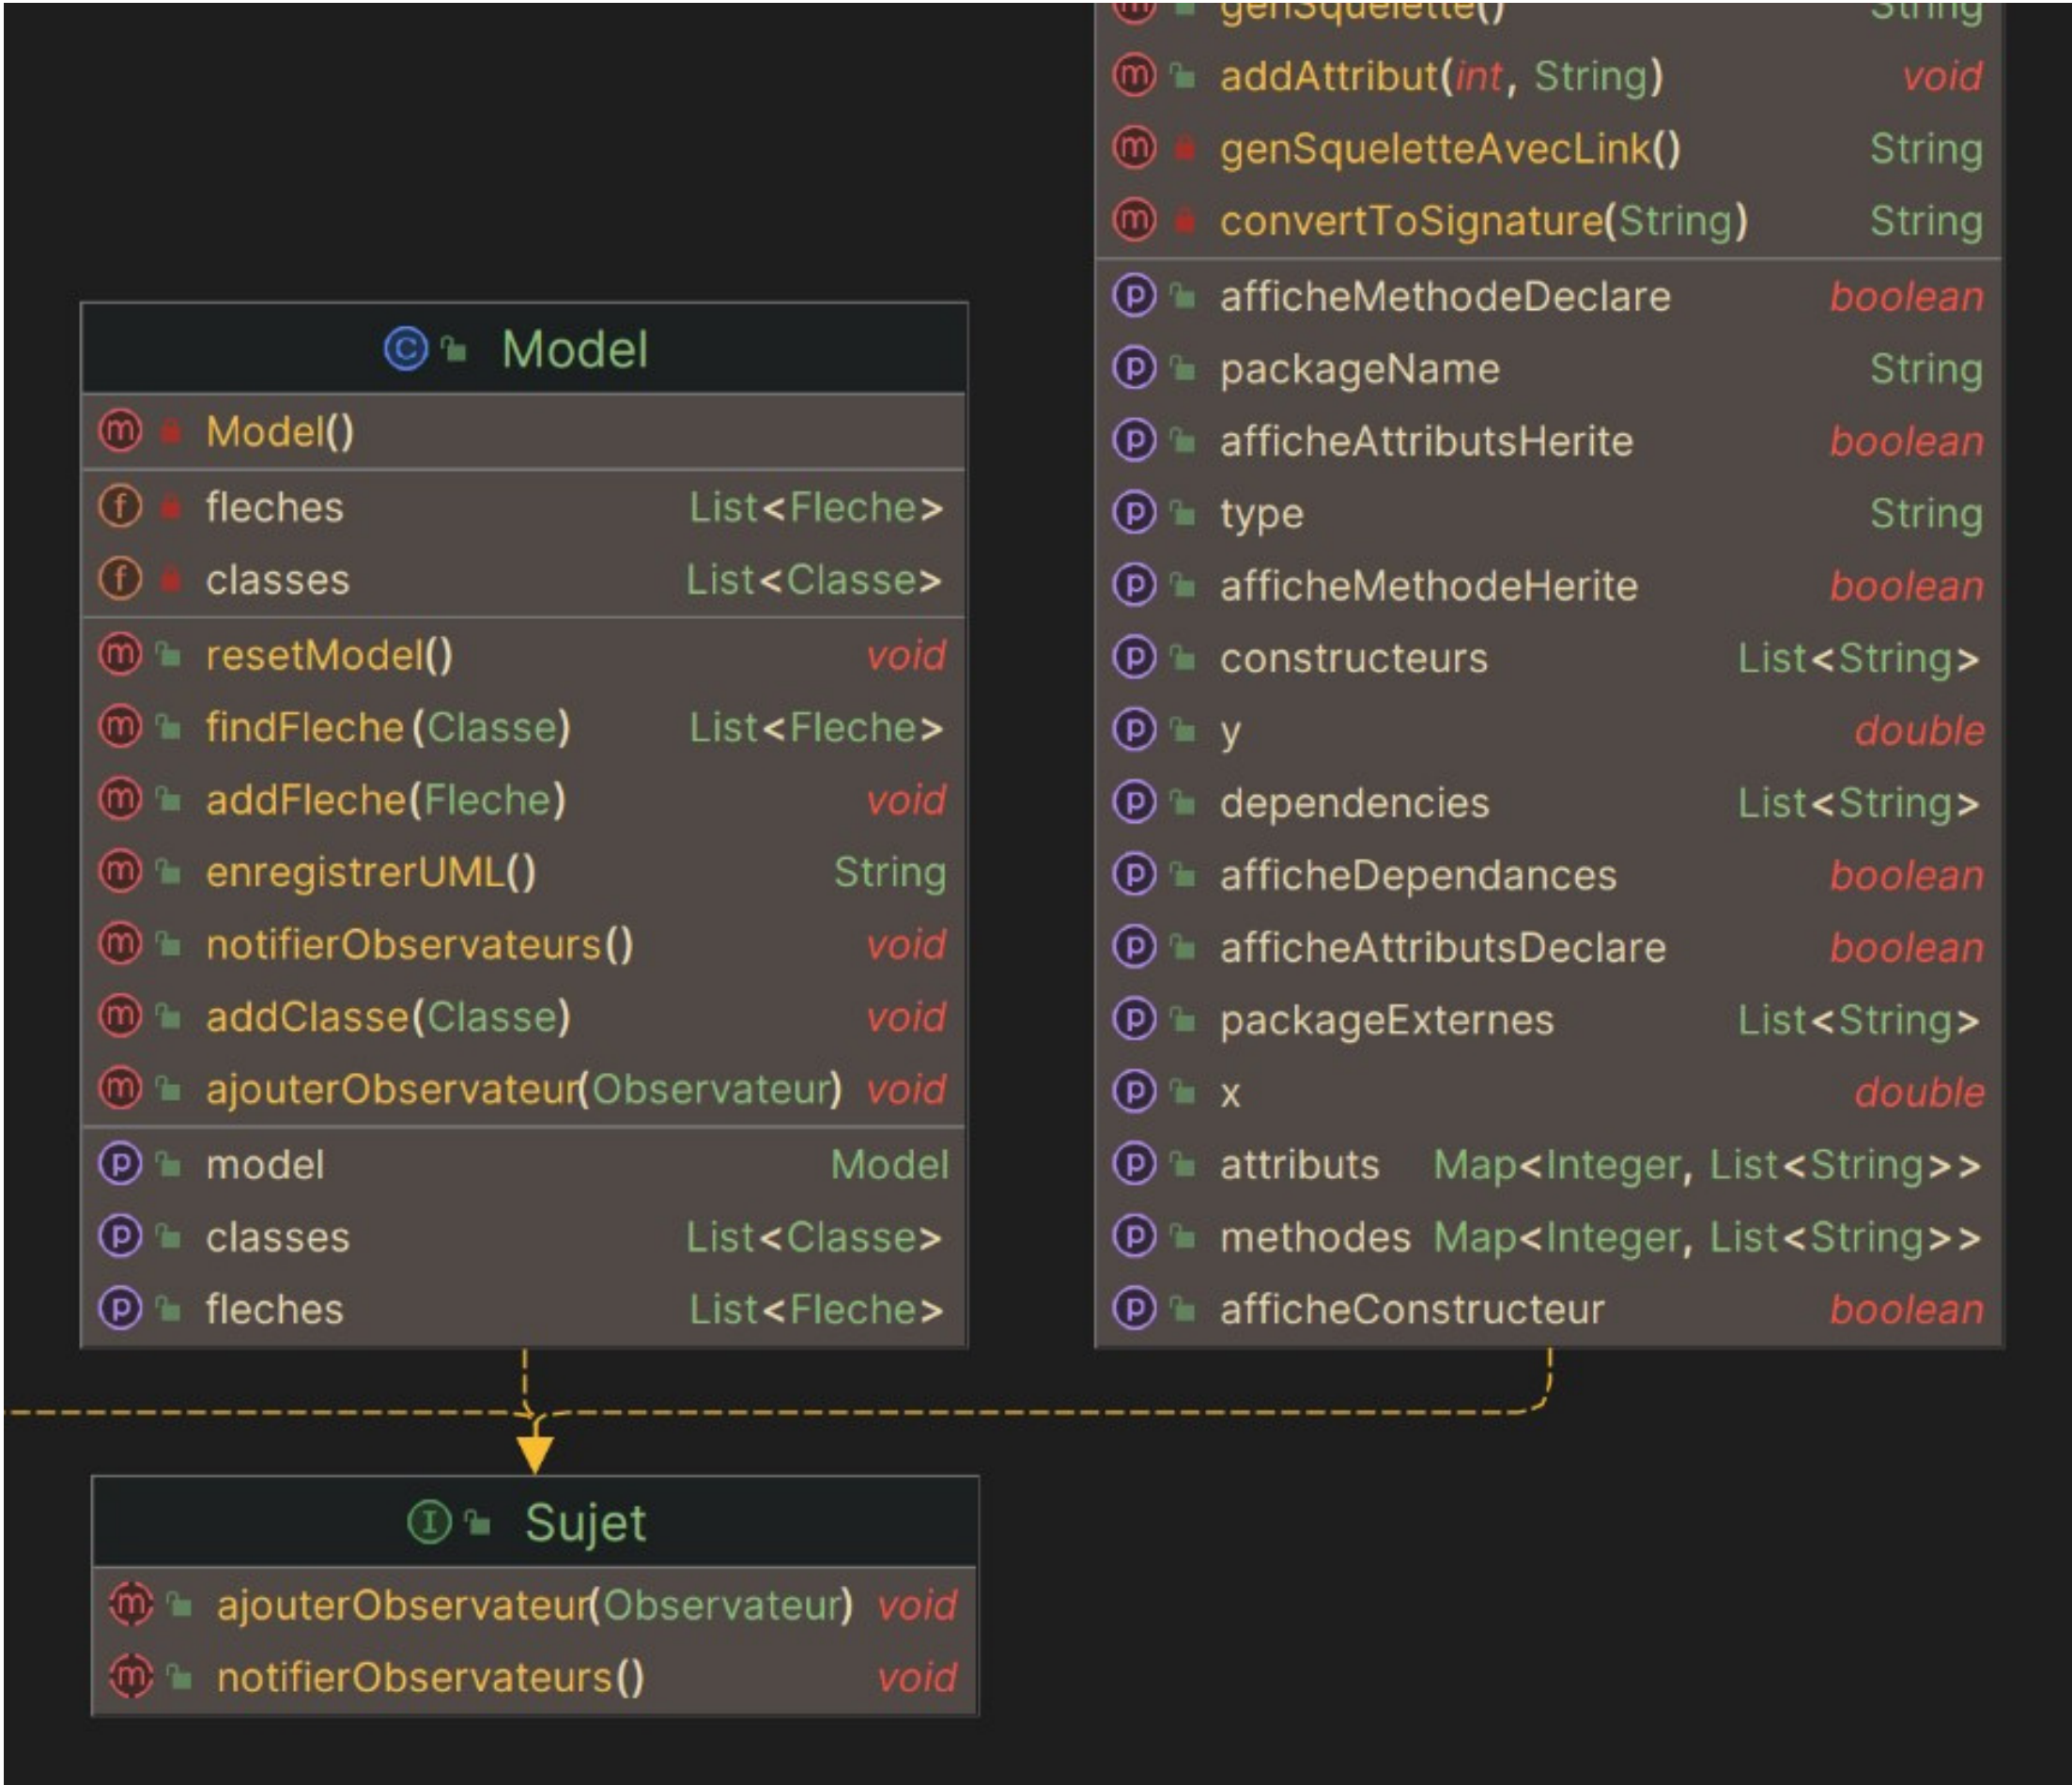 Model
Model()
fleches List<Fleche>
classes List<Classe>
resetModel() void
findFleche(Classe) List<Fleche>
addFleche(Fleche) void
enregistrerUML() String
notifierObservateurs() void
addClasse(Classe) void
ajouterObservateur(Observateur) void
model Model
classes List<Classe>
fleches List<Fleche>
genSquelette() String
addAttribut(int, String) void
genSqueletteAvecLink() String
convertToSignature(String) String
afficheMethodeDeclare boolean
packageName String
afficheAttributsHerite boolean
type String
afficheMethodeHerite boolean
constructeurs List<String>
y double
dependencies List<String>
afficheDependances boolean
afficheAttributsDeclare boolean
packageExternes List<String>
x double
attributs Map<Integer, List<String>>
methodes Map<Integer, List<String>>
afficheConstructeur boolean
Sujet
ajouterObservateur(Observateur) void
notifierObservateurs() void